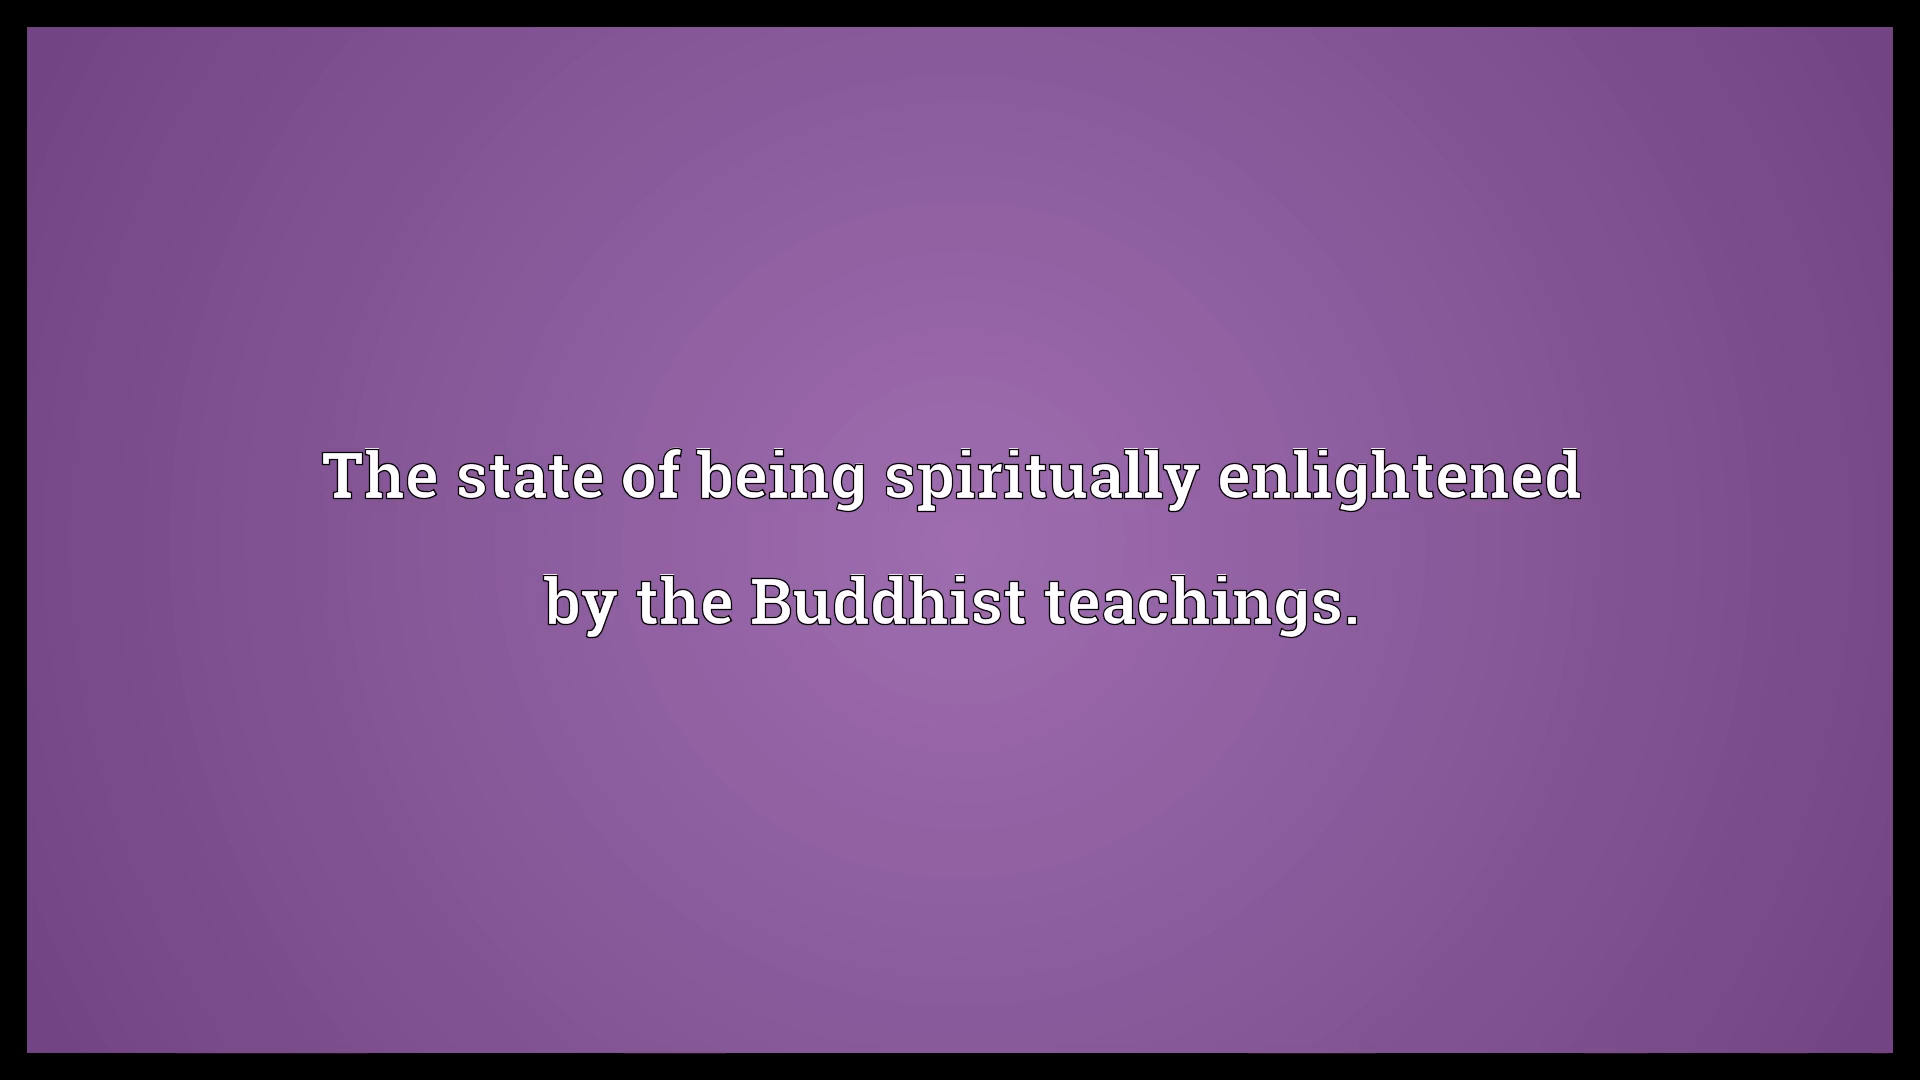 The state of being spiritually enlightened
by the Buddhist teachings.